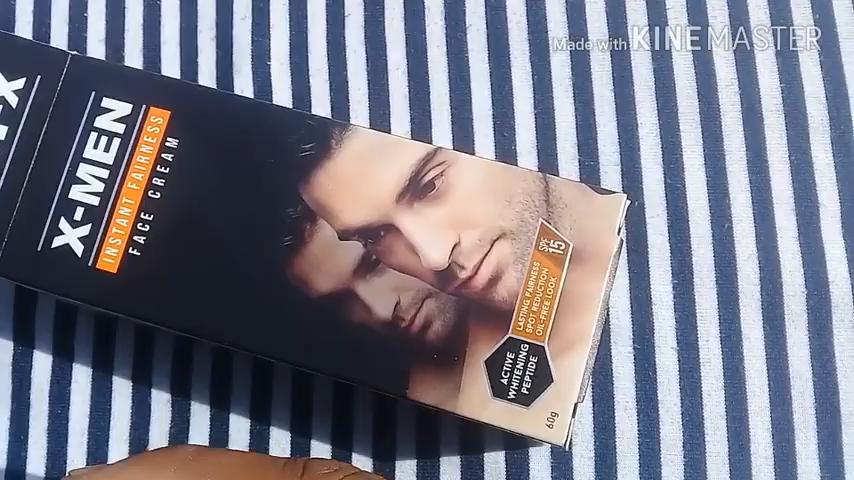 Made with KINEMASTER
X-MEN
INSTANT FAIRNESS
FACE CREAM
SPF
15
LASTING FAIRNESS
SPOT REDUCTION
OIL-FREE LOOK
ACTIVE
WHITENING
PEPTIDE
60g